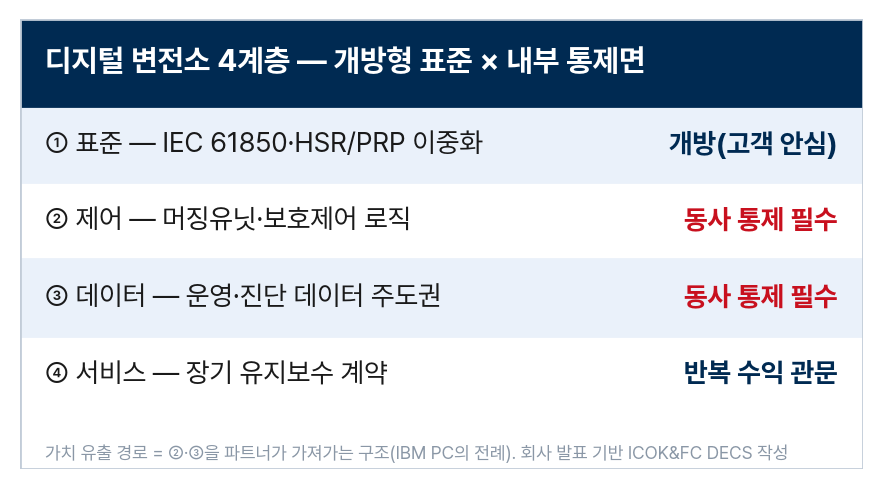 디지털 변전소 4계층 — 개방형 표준 × 내부 통제면
① 표준 — IEC 61850·HSR/PRP 이중화 개방(고객 안심)
② 제어 — 머징유닛·보호제어 로직 동사 통제 필수
③ 데이터 — 운영·진단 데이터 주도권 동사 통제 필수
④ 서비스 — 장기 유지보수 계약 반복 수익 관문
가치 유출 경로 = ②·③을 파트너가 가져가는 구조(IBM PC의 전례). 회사 발표 기반 ICOK&FC DECS 작성